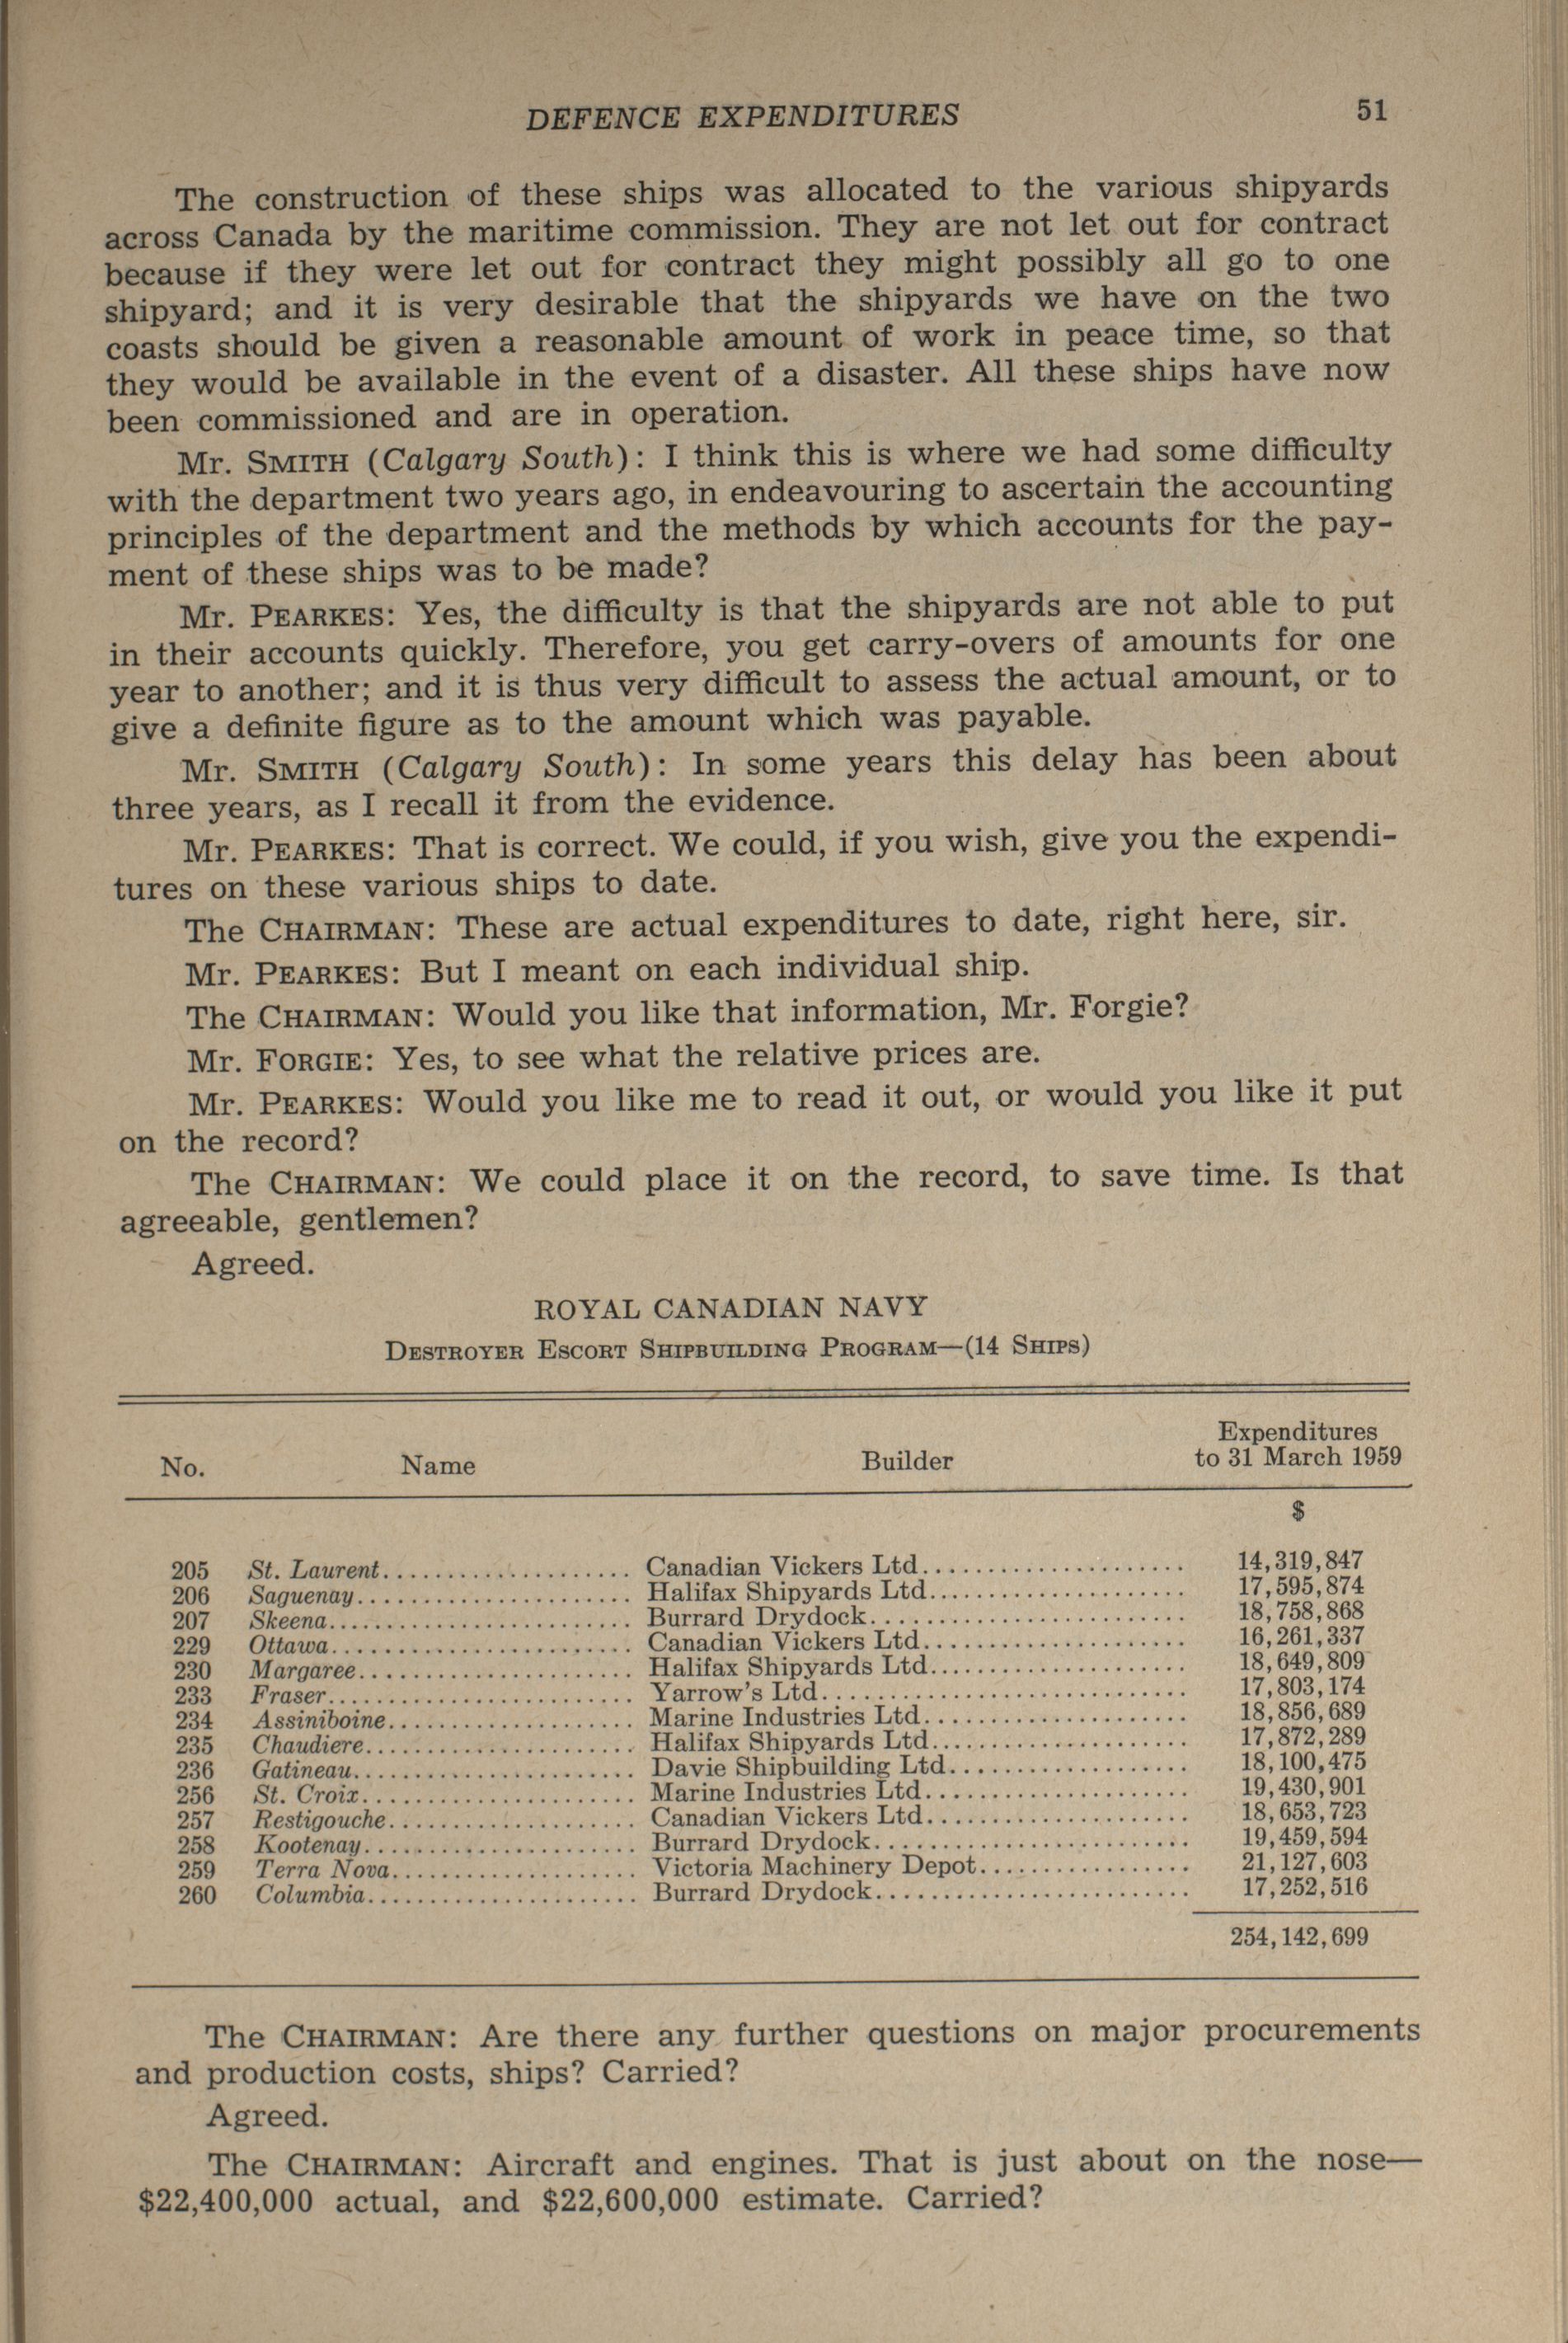 DEFENCE EXPENDITURES 51
The construction of these ships was allocated to the various shipyards
across Canada by the maritime commission. They are not let out for contract
because if they were let out for contract they might possibly all go to one
shipyard; and it is very desirable that the shipyards we have on the two
coasts should be given a reasonable amount of work in peace time, so that
they would be available in the event of a disaster. All these ships have now
been commissioned and are in operation.
Mr. SMITH (Calgary South): I think this is where we had some difficulty
with the department two years ago, in endeavouring to ascertain the accounting
principles of the department and the methods by which accounts for the pay-
ment of these ships was to be made?
Mr. PEARKES: Yes, the difficulty is that the shipyards are not able to put
in their accounts quickly. Therefore, you get carry-overs of amounts for one
year to another; and it is thus very difficult to assess the actual amount, or to
give a definite figure as to the amount which was payable.
Mr. SMITH (Calgary South): In some years this delay has been about
three years, as I recall it from the evidence.
Mr. PEARKES: That is correct. We could, if you wish, give you the expendi-
tures on these various ships to date.
The CHAIRMAN: These are actual expenditures to date, right here, sir.
Mr. PEARKES: But I meant on each individual ship.
The CHAIRMAN: Would you like that information, Mr. Forgie?
Mr. FORGIE: Yes, to see what the relative prices are.
Mr. PEARKES: Would you like me to read it out, or would you like it put
on the record?
The CHAIRMAN: We could place it on the record, to save time. Is that
agreeable, gentlemen?
Agreed.
ROYAL CANADIAN NAVY
DESTROYER ESCORT SHIPBUILDING PROGRAM—(14 SHIPS)
No. Name Builder Expenditures
to 31 March 1959
$
205 St. Laurent..................... Canadian Vickers Ltd..................... 14,319,847
206 Saguenay....................... Halifax Shipyards Ltd..................... 17,595,874
207 Skeena......................... Burrard Drydock......................... 18,758,868
229 Ottawa......................... Canadian Vickers Ltd..................... 16,261,337
230 Margaree....................... Halifax Shipyards Ltd..................... 18,649,809
233 Fraser......................... Yarrow's Ltd............................. 17,803,174
234 Assiniboine.................... Marine Industries Ltd..................... 18,856,689
235 Chaudiere...................... Halifax Shipyards Ltd..................... 17,872,289
236 Gatineau....................... Davie Shipbuilding Ltd................... 18,100,475
256 St. Croix...................... Marine Industries Ltd..................... 19,430,901
257 Restigouche.................... Canadian Vickers Ltd..................... 18,653,723
258 Kootenay....................... Burrard Drydock......................... 19,459,594
259 Terra Nova..................... Victoria Machinery Depot................. 21,127,603
260 Columbia....................... Burrard Drydock......................... 17,252,516
254,142,699
The CHAIRMAN: Are there any further questions on major procurements
and production costs, ships? Carried?
Agreed.
The CHAIRMAN: Aircraft and engines. That is just about on the nose—
$22,400,000 actual, and $22,600,000 estimate. Carried?